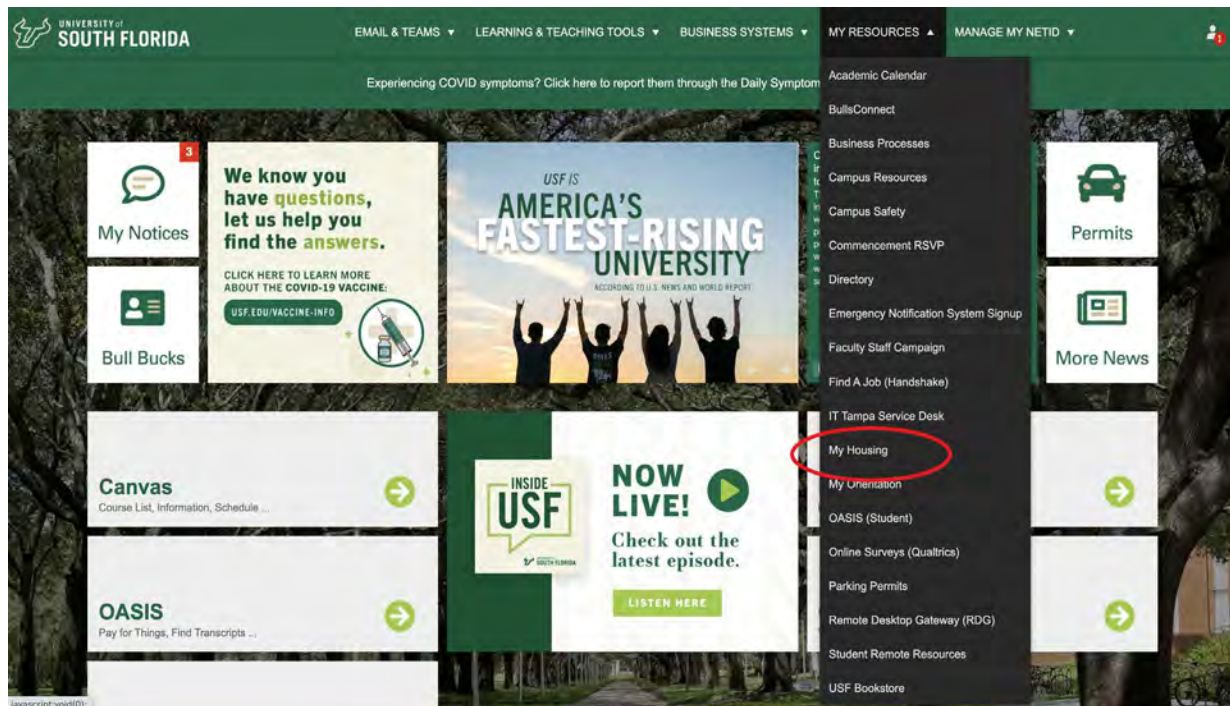 UNIVERSITY of
SOUTH FLORIDA
EMAIL & TEAMS ▼
LEARNING & TEACHING TOOLS ▼
BUSINESS SYSTEMS ▼
MY RESOURCES ▲
MANAGE MY NETID ▼
1
Experiencing COVID symptoms? Click here to report them through the Daily Symptom
My Notices
3
Bull Bucks
We know you
have questions,
let us help you
find the answers.
CLICK HERE TO LEARN MORE
ABOUT THE COVID-19 VACCINE:
USF.EDU/VACCINE-INFO
USF IS
AMERICA'S
FASTEST-RISING
UNIVERSITY
ACCORDING TO U.S. NEWS AND WORLD REPORT
Academic Calendar
BullsConnect
Business Processes
Campus Resources
Campus Safety
Commencement RSVP
Directory
Emergency Notification System Signup
Faculty Staff Campaign
Find A Job (Handshake)
IT Tampa Service Desk
My Housing
My Orientation
OASIS (Student)
Online Surveys (Qualtrics)
Parking Permits
Remote Desktop Gateway (RDG)
Student Remote Resources
USF Bookstore
Permits
More News
Canvas
Course List, Information, Schedule ...
OASIS
Pay for Things, Find Transcripts ...
INSIDE
USF
UNIVERSITY of
SOUTH FLORIDA
NOW
LIVE!
Check out the
latest episode.
LISTEN HERE
javascript:void(0);